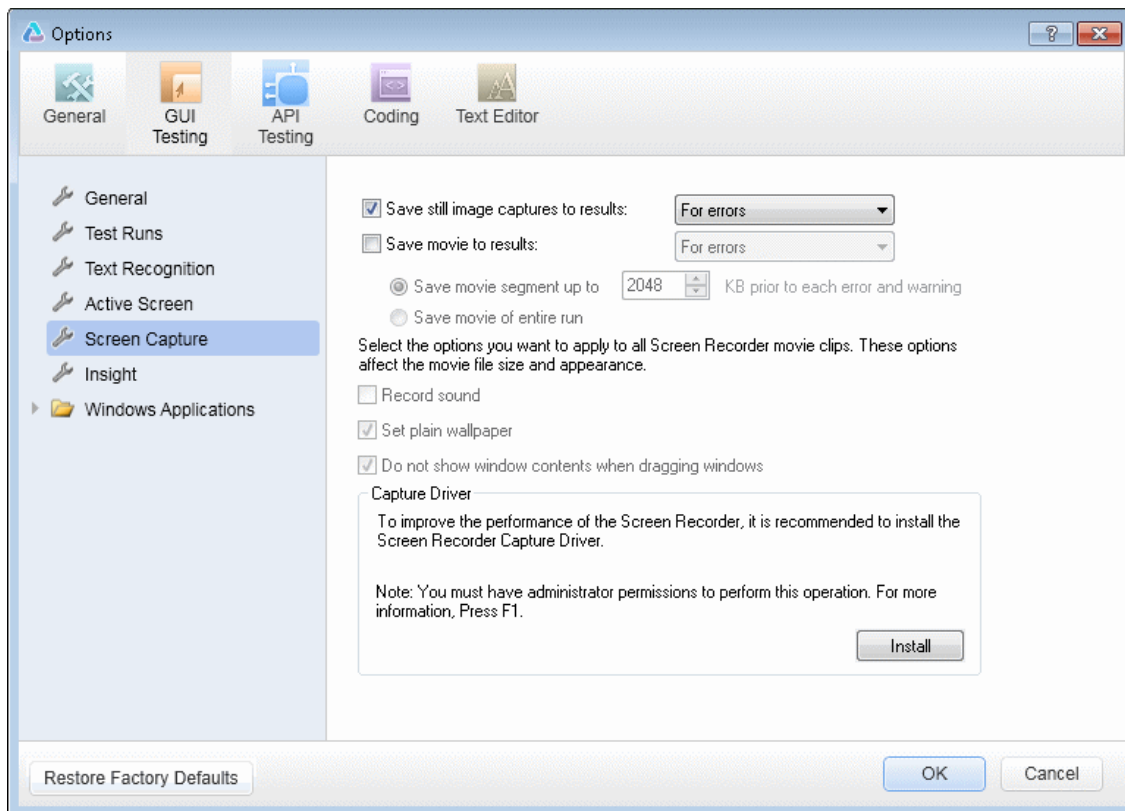 Options
General
GUI
Testing
API
Testing
Coding
Text Editor
General
Test Runs
Text Recognition
Active Screen
Screen Capture
Insight
Windows Applications
Save still image captures to results: For errors
Save movie to results: For errors
Save movie segment up to 2048 KB prior to each error and warning
Save movie of entire run
Select the options you want to apply to all Screen Recorder movie clips. These options
affect the movie file size and appearance.
Record sound
Set plain wallpaper
Do not show window contents when dragging windows
Capture Driver
To improve the performance of the Screen Recorder, it is recommended to install the
Screen Recorder Capture Driver.
Note: You must have administrator permissions to perform this operation. For more
information, Press F1.
Install
Restore Factory Defaults
OK
Cancel